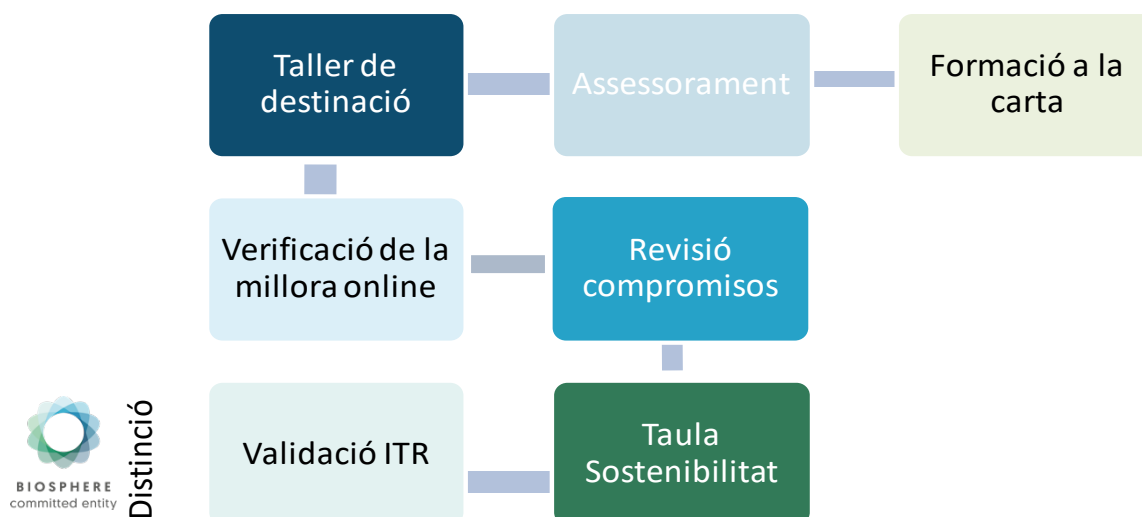 Taller de
destinació
Assessorament
Formació a la
carta
Verificació de la
millora online
Revisió
compromisos
Validació ITR
Taula
Sostenibilitat
Distinció
BIOSPHERE
committed entity